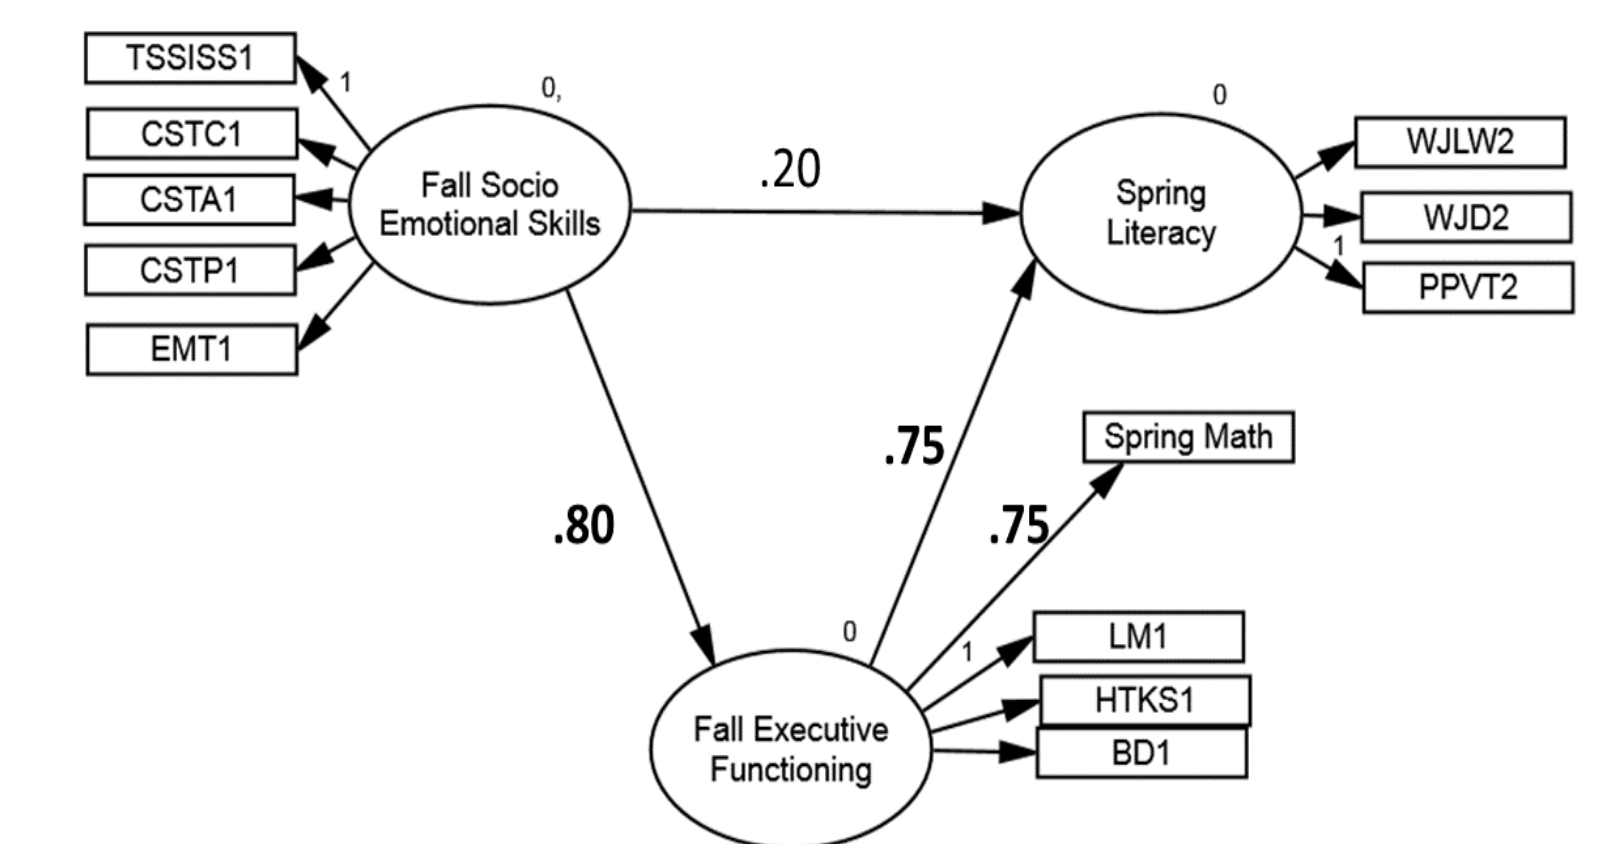 TSSISS1
1
0,
CSTC1
CSTA1
CSTP1
EMT1
Fall Socio
Emotional Skills
.20
0
Spring
Literacy
WJLW2
WJD2
1
PPVT2
.80
.75
.75
Spring Math
0
Fall Executive
Functioning
1
LM1
HTKS1
BD1